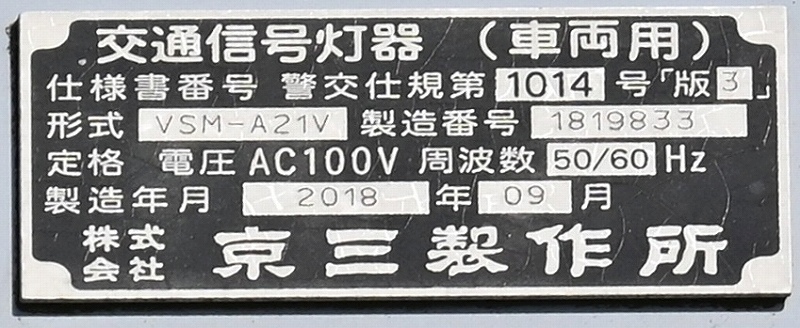 交通信号灯器 (車両用)
仕様書番号 警交仕規第 1014 号「版 3」
形式 VSM-A21V 製造番号 1819833
定格 電圧 AC100V 周波数 50/60 Hz
製造年月 2018 年 09 月
株式会社 京三製作所